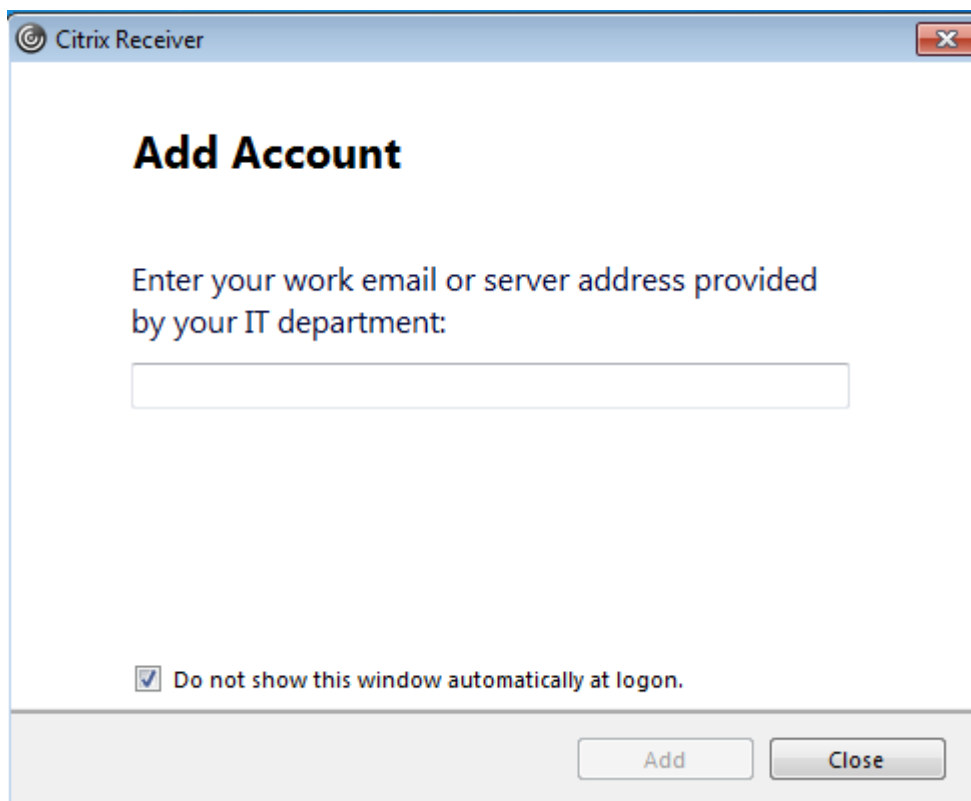 Citrix Receiver
Add Account
Enter your work email or server address provided
by your IT department:
Do not show this window automatically at logon.
Add
Close